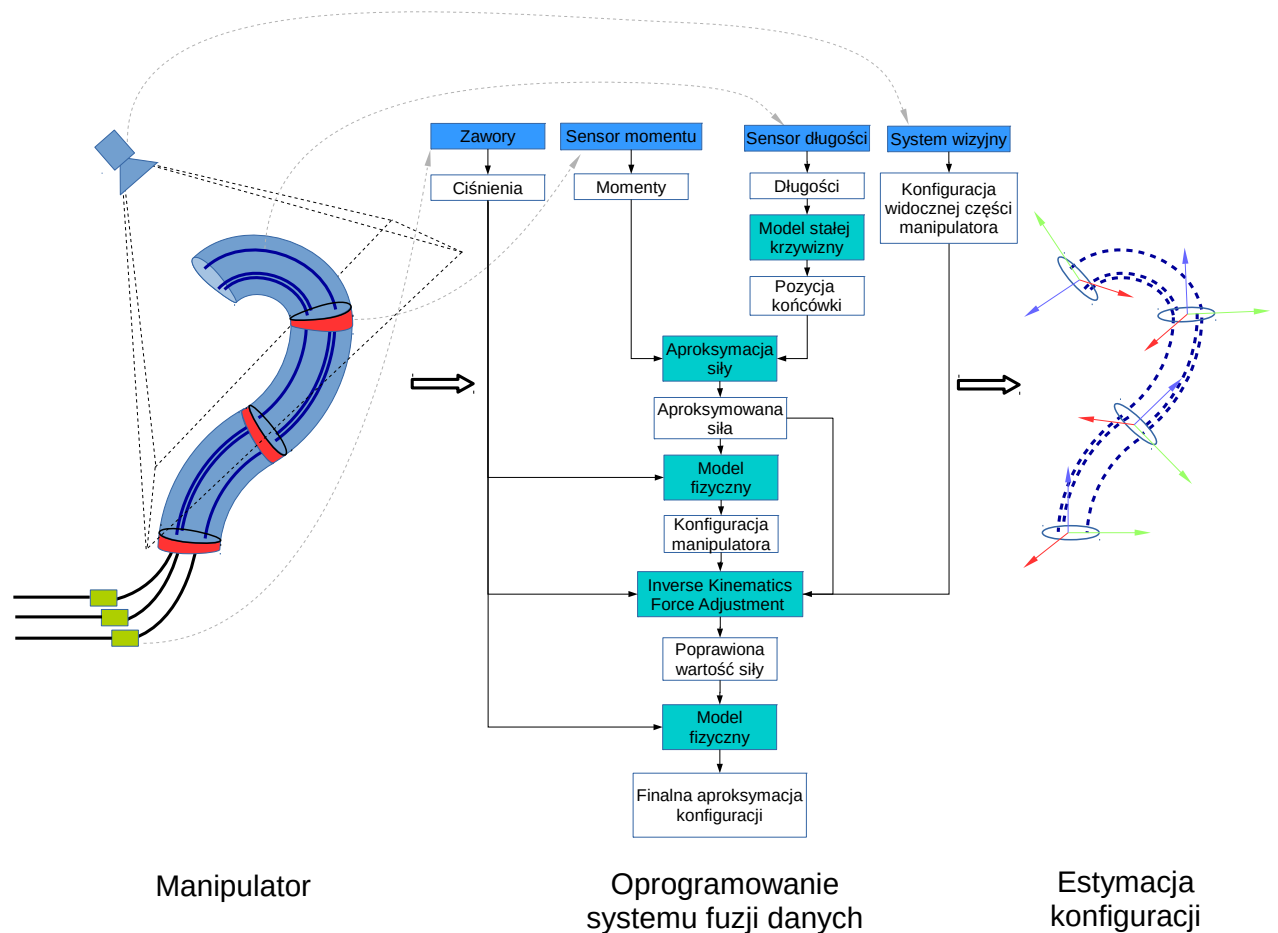 Zawory
Sensor momentu
Sensor długości
System wizyjny
Ciśnienia
Momenty
Długości
Konfiguracja
widocznej części
manipulatora
Model stałej
krzywizny
Pozycja
końcówki
Aproksymacja
siły
Aproksymowana
siła
Model
fizyczny
Konfiguracja
manipulatora
Inverse Kinematics
Force Adjustment
Poprawiona
wartość siły
Model
fizyczny
Finalna aproksymacja
konfiguracji
Manipulator
Oprogramowanie
systemu fuzji danych
Estymacja
konfiguracji